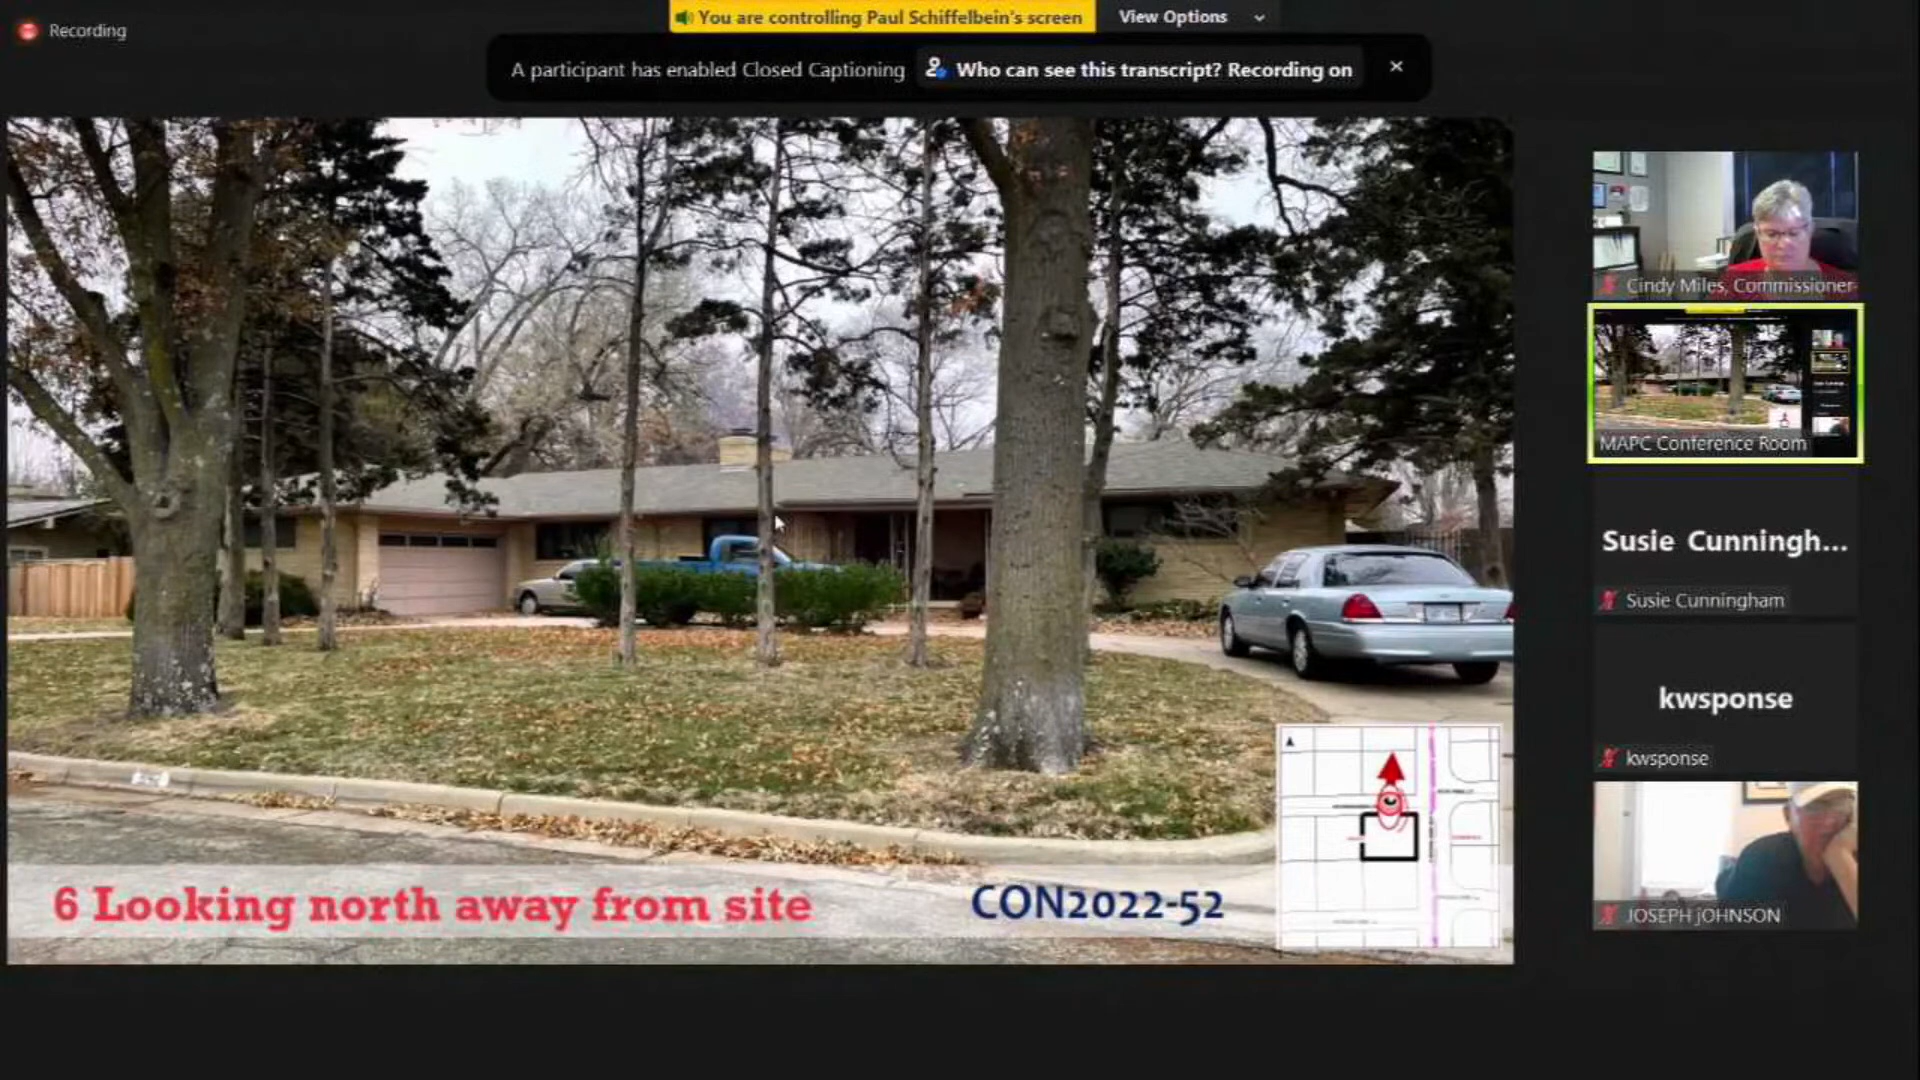 Recording
You are controlling Paul Schiffelbein's screen
View Options
A participant has enabled Closed Captioning
Who can see this transcript? Recording on
Cindy Miles, Commissioner-
MAPC Conference Room
Susie Cunningh...
Susie Cunningham
kwsponse
kwsponse
JOSEPH jOHNSON
6 Looking north away from site
CON2022-52